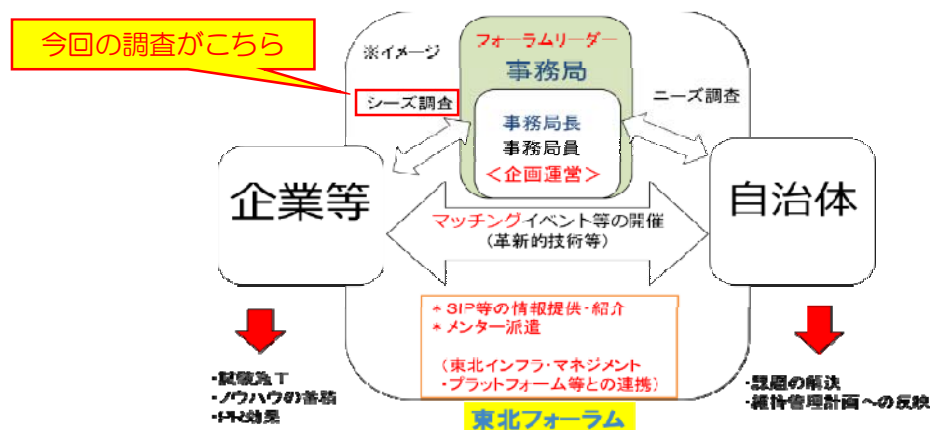 今回の調査がこちら
※イメージ
フォーラムリーダー
事務局
シーズ調査
ニーズ調査
事務局長
事務局員
＜企画運営＞
企業等
自治体
マッチングイベント等の開催
(革新的技術等)
＊SIP等の情報提供・紹介
＊メンター派遣
(東北インフラ・マネジメント
・プラットフォーム等との連携)
・試験施工
・ノウハウの蓄積
・PR効果
・課題の解決
・維持管理計画への反映
東北フォーラム